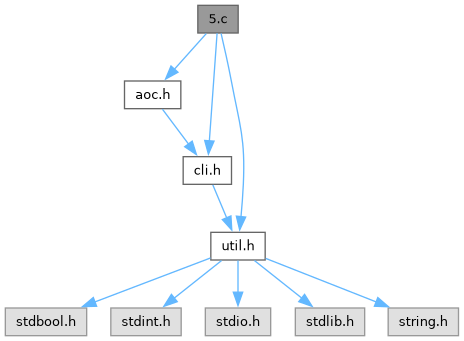 5.c
aoc.h
cli.h
util.h
stdbool.h
stdint.h
stdio.h
stdlib.h
string.h